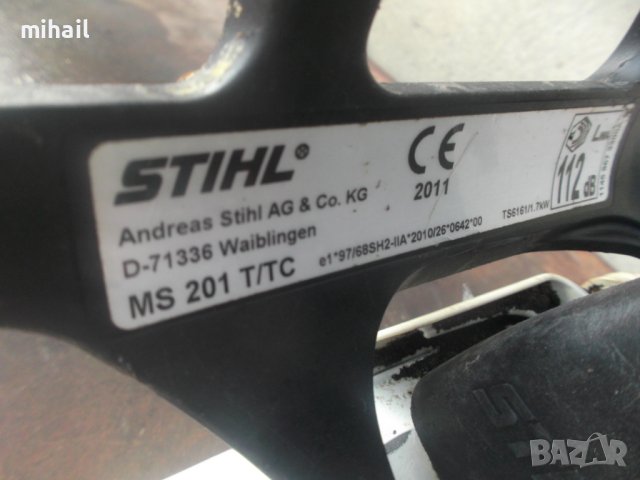 mihail
STIHL®
Andreas Stihl AG & Co. KG
D-71336 Waiblingen
MS 201 T/TC
CE
2011
e1*97/68SH2-IIA*2010/26*0642*00
TS6161/1.7kW
112
BAZAR